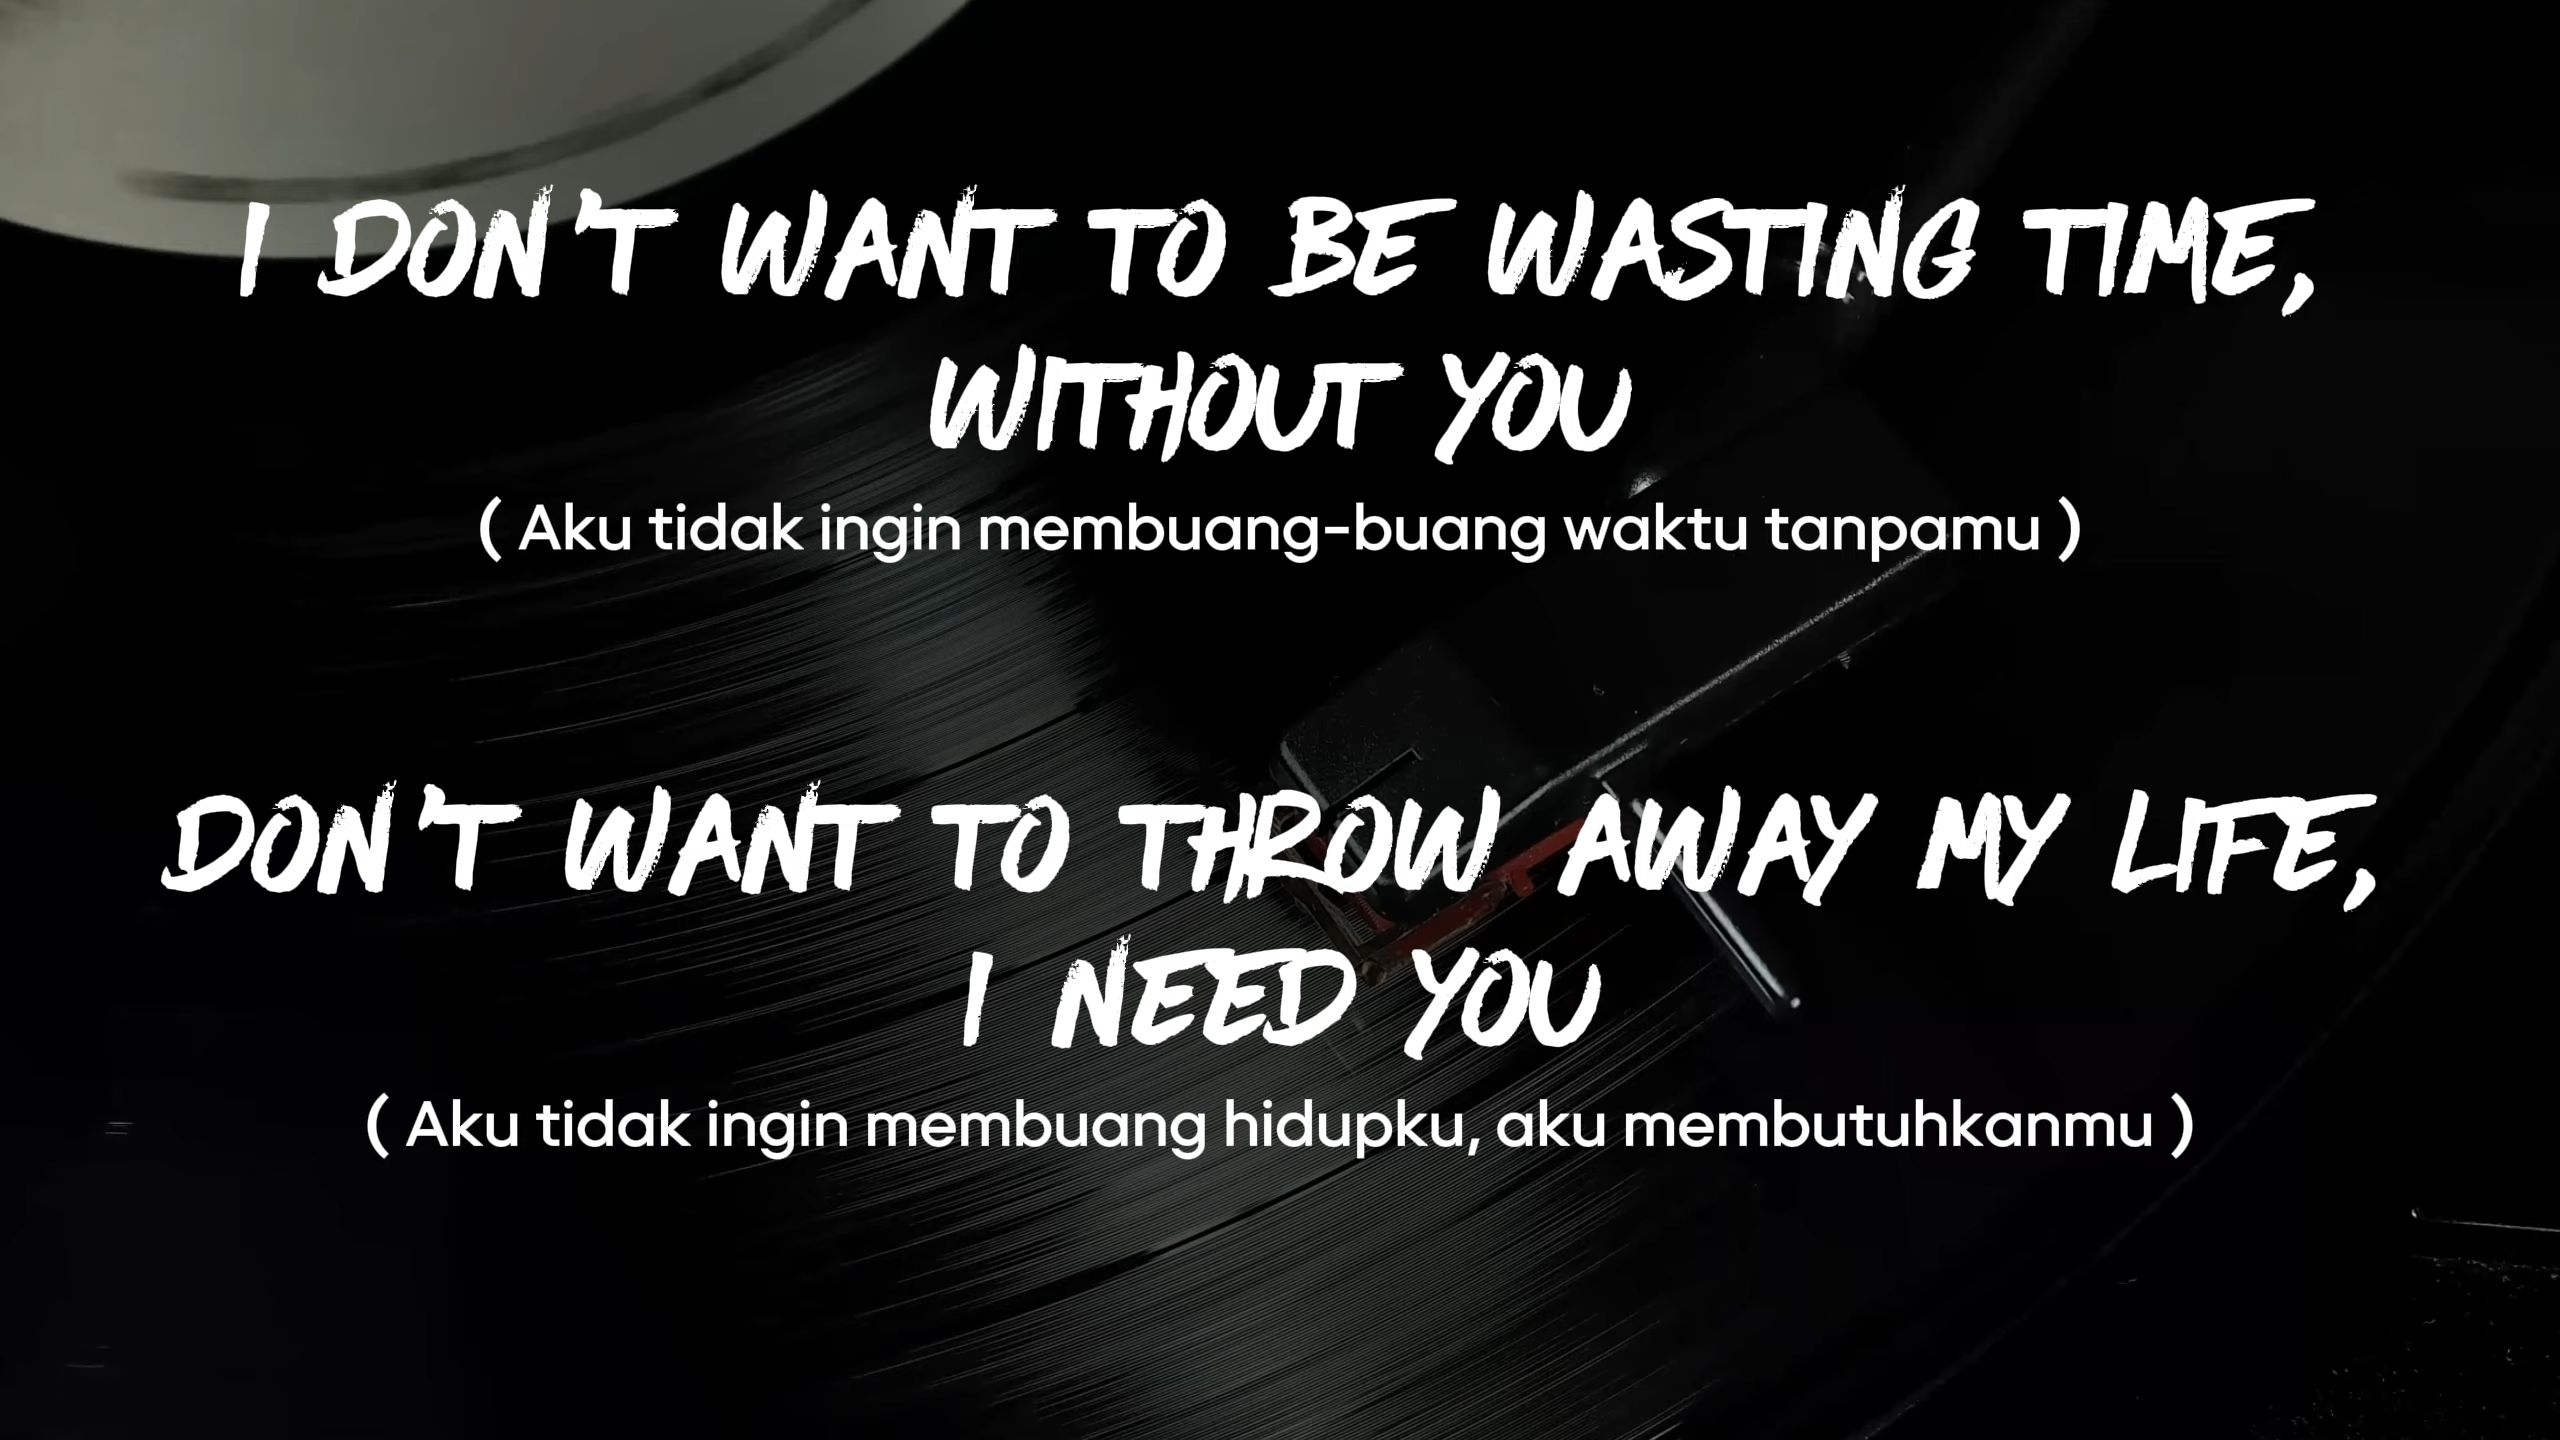 I DON'T WANT TO BE WASTING TIME,
WITHOUT YOU
( Aku tidak ingin membuang-buang waktu tanpamu )
DON'T WANT TO THROW AWAY MY LIFE,
I NEED YOU
( Aku tidak ingin membuang hidupku, aku membutuhkanmu )